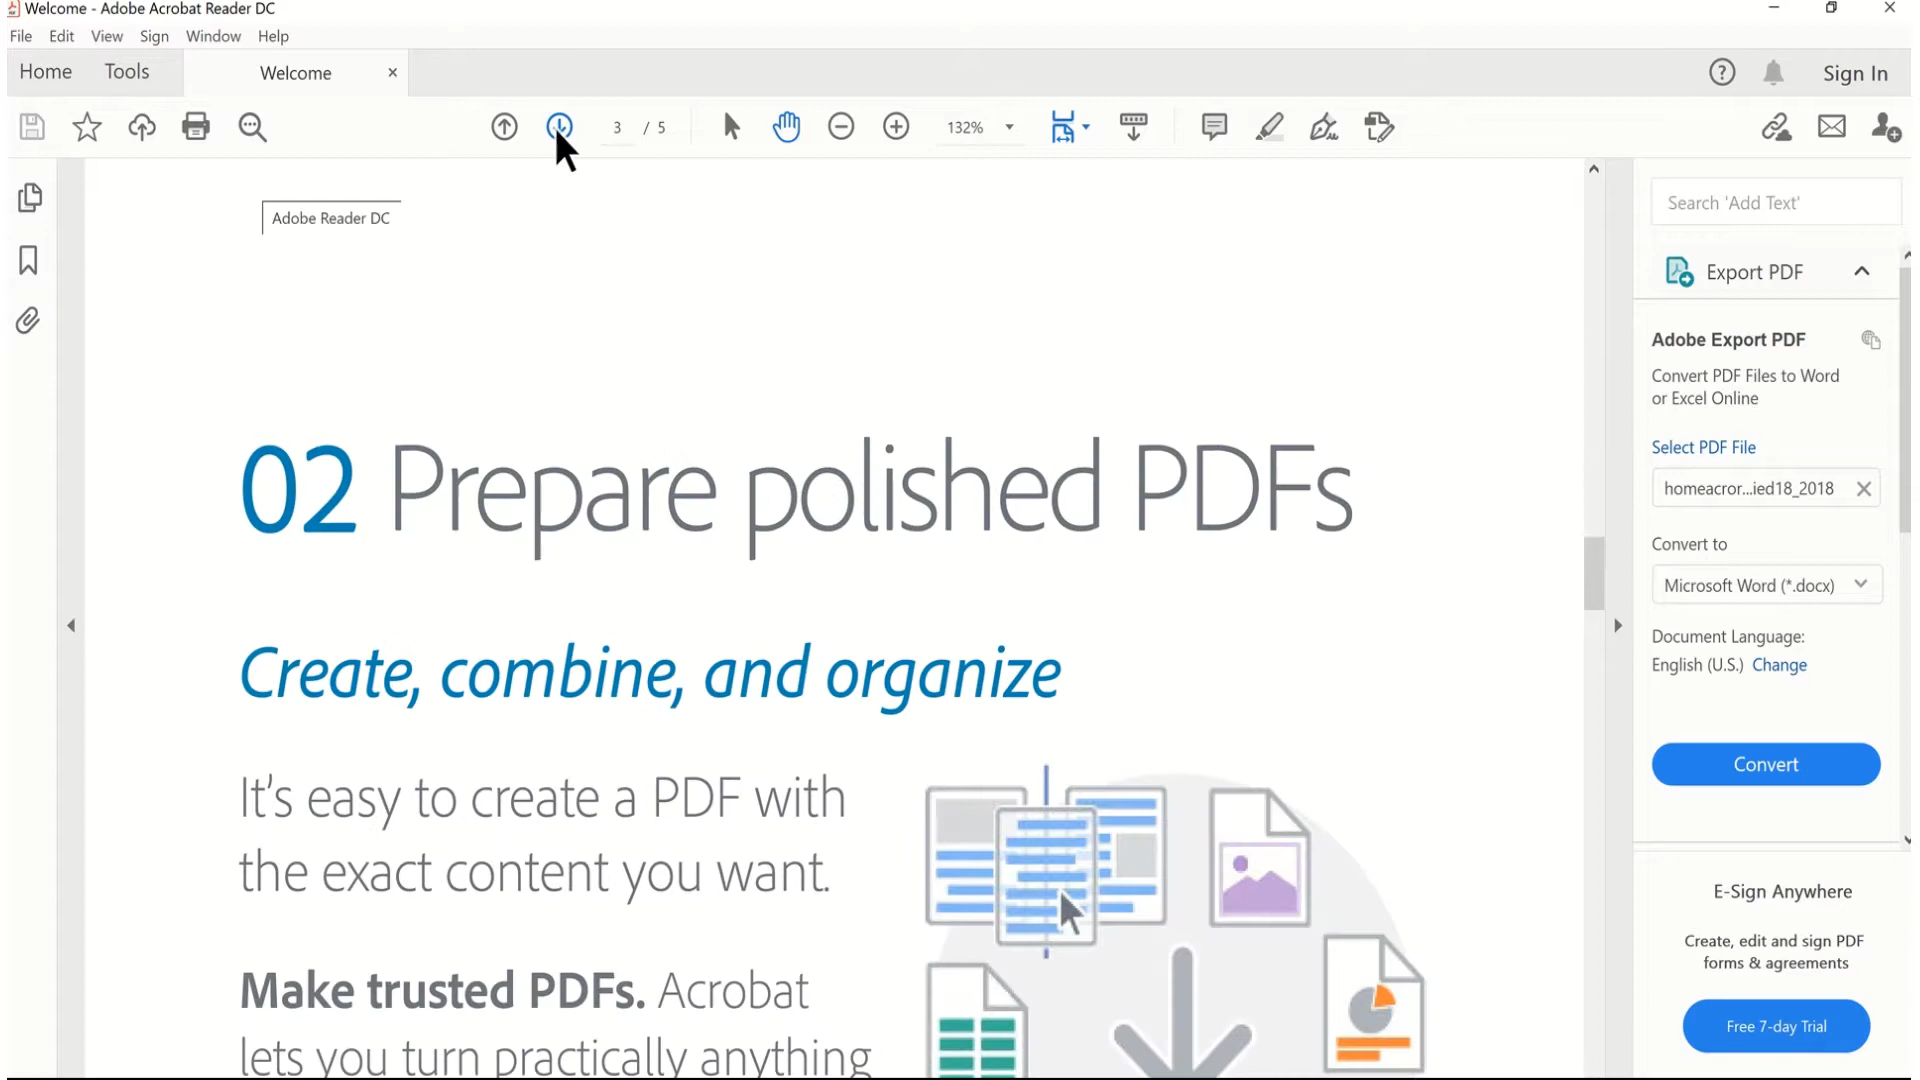 Welcome - Adobe Acrobat Reader DC
File Edit View Sign Window Help
Home Tools Welcome × ? Sign In
3 / 5 132%
Adobe Reader DC
Search 'Add Text'
Export PDF
02 Prepare polished PDFs
Adobe Export PDF
Convert PDF Files to Word
or Excel Online
Select PDF File
homeacror...ied18_2018
Convert to
Microsoft Word (*.docx)
Document Language:
English (U.S.) Change
Create, combine, and organize
Convert
It's easy to create a PDF with
the exact content you want.
Make trusted PDFs. Acrobat
lets you turn practically anything
E-Sign Anywhere
Create, edit and sign PDF
forms & agreements
Free 7-day Trial